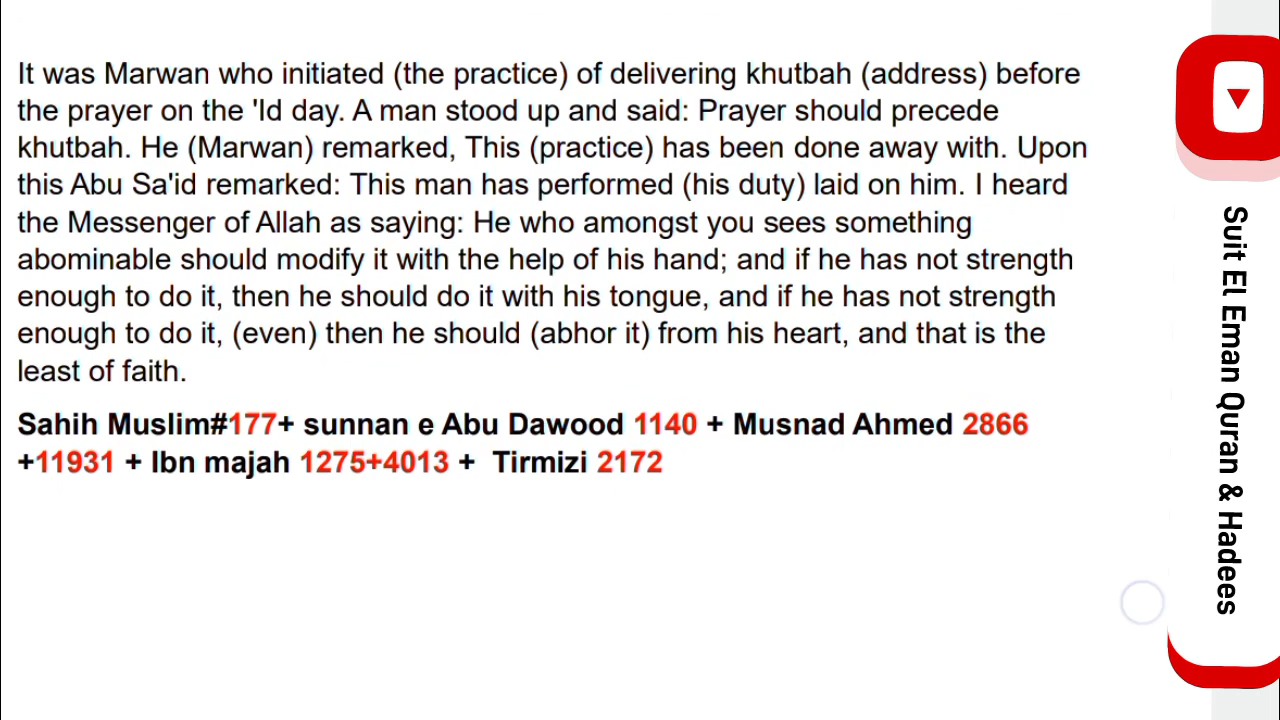 It was Marwan who initiated (the practice) of delivering khutbah (address) before
the prayer on the 'Id day. A man stood up and said: Prayer should precede
khutbah. He (Marwan) remarked, This (practice) has been done away with. Upon
this Abu Sa'id remarked: This man has performed (his duty) laid on him. I heard
the Messenger of Allah as saying: He who amongst you sees something
abominable should modify it with the help of his hand; and if he has not strength
enough to do it, then he should do it with his tongue, and if he has not strength
enough to do it, (even) then he should (abhor it) from his heart, and that is the
least of faith.
Sahih Muslim#177+ sunnan e Abu Dawood 1140 + Musnad Ahmed 2866
+11931 + Ibn majah 1275+4013 + Tirmizi 2172
Suit El Eman Quran & Hadees